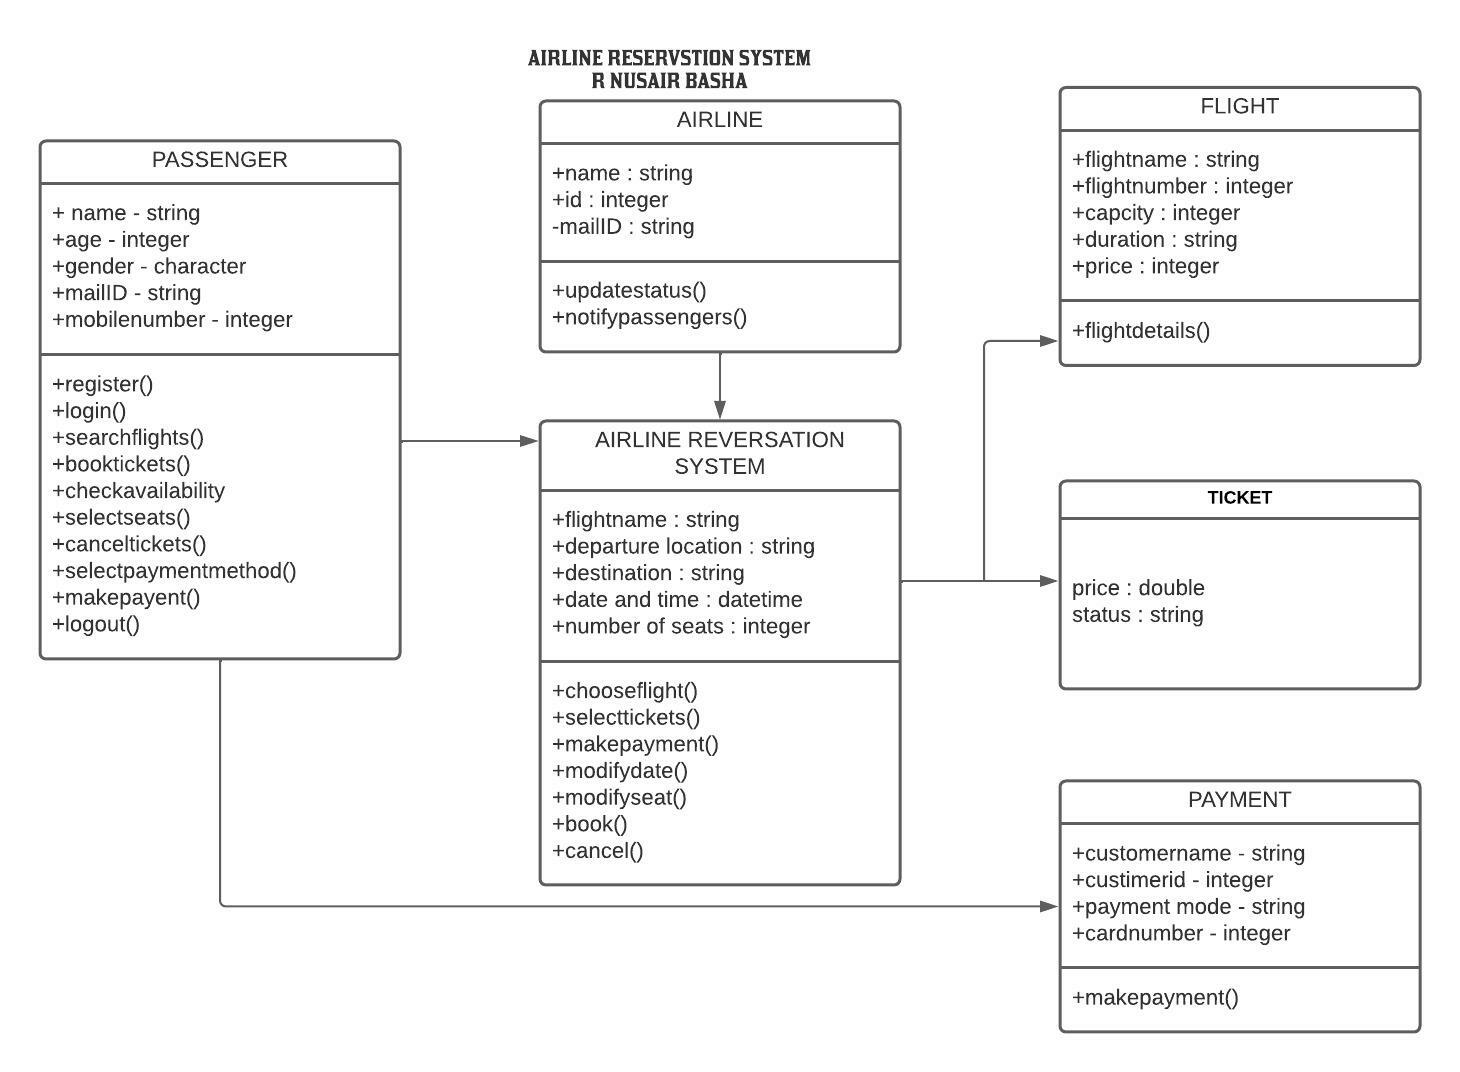 AIRLINE RESERVSTION SYSTEM
R NUSAIR BASHA
PASSENGER
+ name - string
+age - integer
+gender - character
+mailID - string
+mobilenumber - integer
+register()
+login()
+searchflights()
+booktickets()
+checkavailability
+selectseats()
+canceltickets()
+selectpaymentmethod()
+makepayent()
+logout()
AIRLINE
+name : string
+id : integer
-mailID : string
+updatestatus()
+notifypassengers()
AIRLINE REVERSATION
SYSTEM
+flightname : string
+departure location : string
+destination : string
+date and time : datetime
+number of seats : integer
+chooseflight()
+selecttickets()
+makepayment()
+modifydate()
+modifyseat()
+book()
+cancel()
FLIGHT
+flightname : string
+flightnumber : integer
+capcity : integer
+duration : string
+price : integer
+flightdetails()
TICKET
price : double
status : string
PAYMENT
+customername - string
+custimerid - integer
+payment mode - string
+cardnumber - integer
+makepayment()